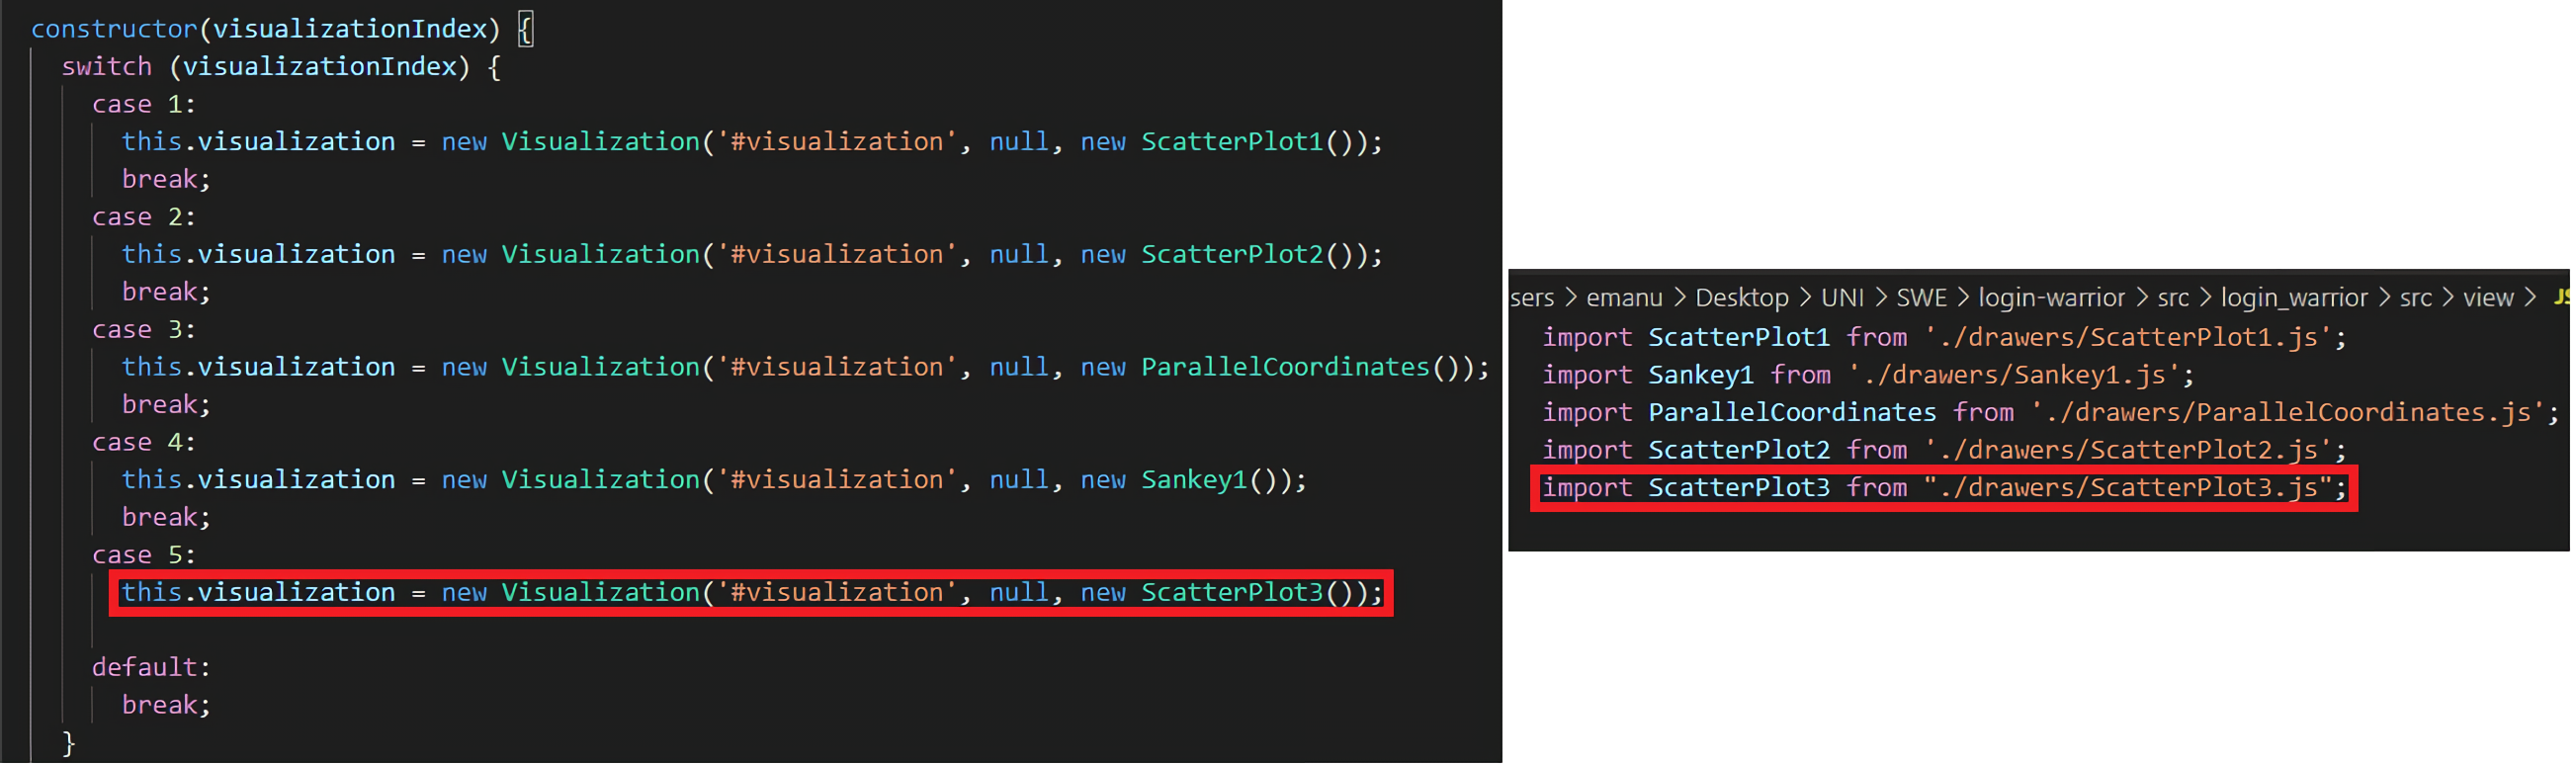 constructor(visualizationIndex) {
switch (visualizationIndex) {
case 1:
this.visualization = new Visualization('#visualization', null, new ScatterPlot1());
break;
case 2:
this.visualization = new Visualization('#visualization', null, new ScatterPlot2());
break;
case 3:
this.visualization = new Visualization('#visualization', null, new ParallelCoordinates());
break;
case 4:
this.visualization = new Visualization('#visualization', null, new Sankey1());
break;
case 5:
this.visualization = new Visualization('#visualization', null, new ScatterPlot3());
default:
break;
}
sers > emanu > Desktop > UNI > SWE > login-warrior > src > login_warrior > src > view > JS
import ScatterPlot1 from './drawers/ScatterPlot1.js';
import Sankey1 from './drawers/Sankey1.js';
import ParallelCoordinates from './drawers/ParallelCoordinates.js';
import ScatterPlot2 from './drawers/ScatterPlot2.js';
import ScatterPlot3 from "./drawers/ScatterPlot3.js";